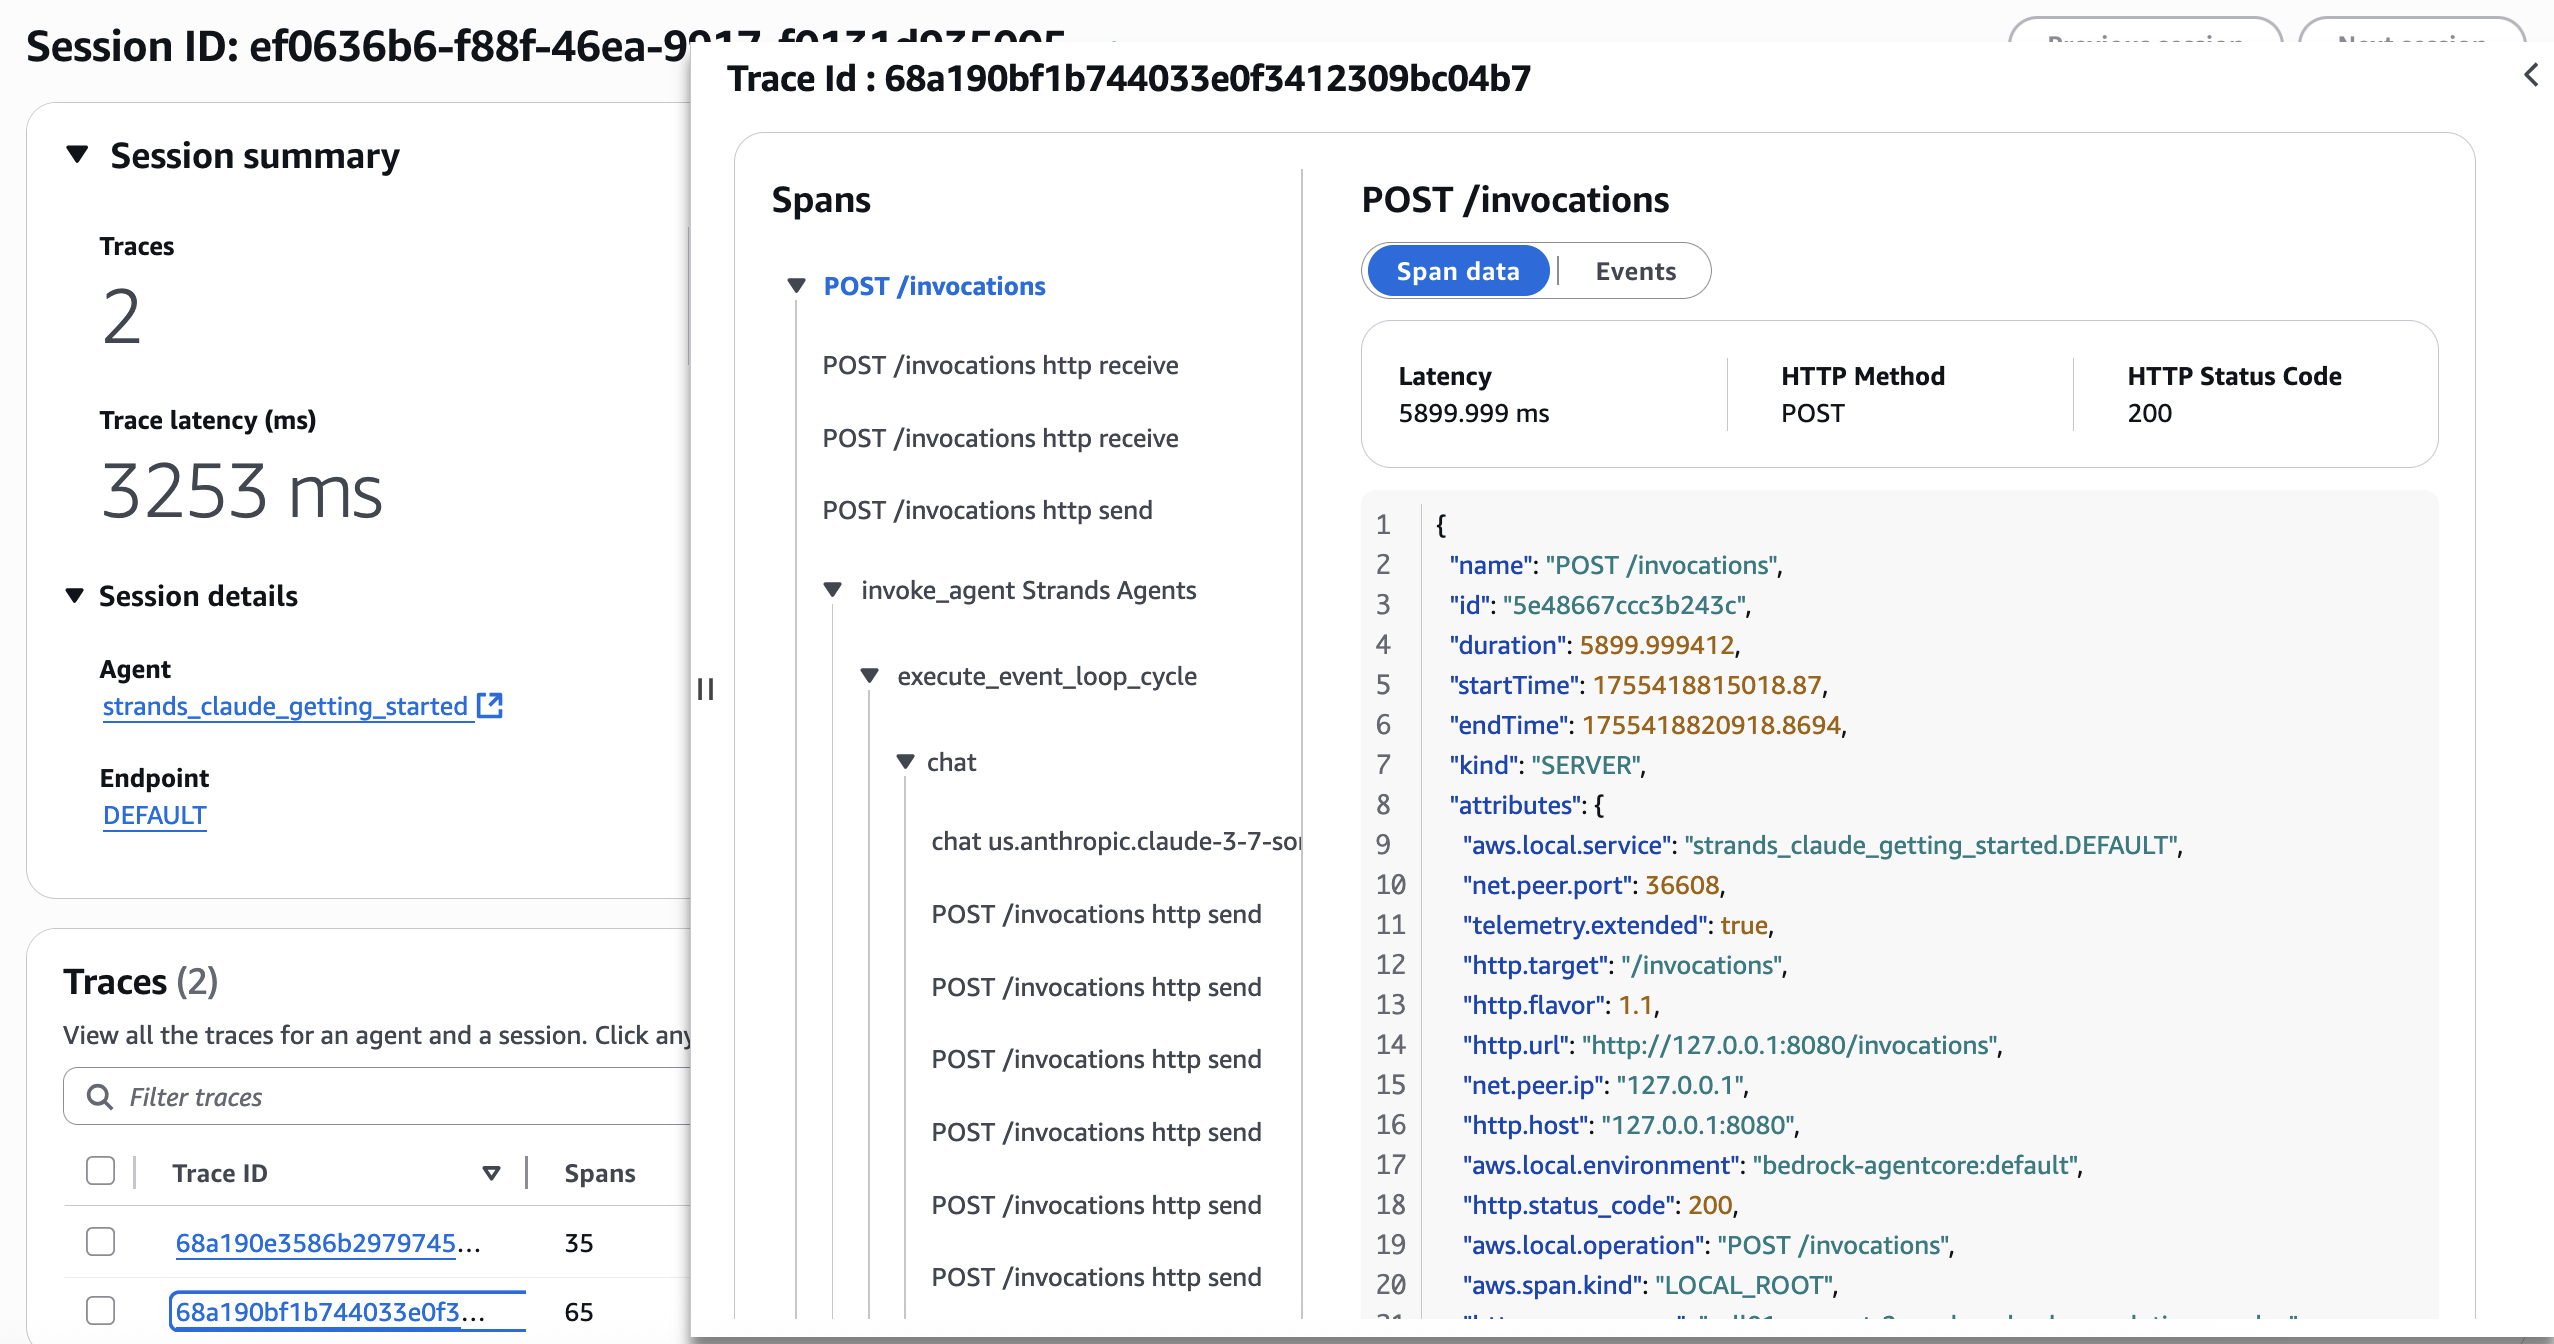 Session ID: ef0636b6-f88f-46ea-9917-f0131d935005
Session summary
Traces
2
Trace latency (ms)
3253 ms
Session details
Agent
strands_claude_getting_started
Endpoint
DEFAULT
Traces (2)
View all the traces for an agent and a session. Click any
Filter traces
Trace ID
Spans
68a190e3586b2979745...
35
68a190bf1b744033e0f3...
65
Previous session
Next session
Trace Id : 68a190bf1b744033e0f3412309bc04b7
Spans
POST /invocations
POST /invocations http receive
POST /invocations http receive
POST /invocations http send
invoke_agent Strands Agents
execute_event_loop_cycle
chat
chat us.anthropic.claude-3-7-so
POST /invocations http send
POST /invocations http send
POST /invocations http send
POST /invocations http send
POST /invocations http send
POST /invocations http send
POST /invocations
Span data | Events
Latency
5899.999 ms
HTTP Method
POST
HTTP Status Code
200
1 {
2 "name": "POST /invocations",
3 "id": "5e48667ccc3b243c",
4 "duration": 5899.999412,
5 "startTime": 1755418815018.87,
6 "endTime": 1755418820918.8694,
7 "kind": "SERVER",
8 "attributes": {
9 "aws.local.service": "strands_claude_getting_started.DEFAULT",
10 "net.peer.port": 36608,
11 "telemetry.extended": true,
12 "http.target": "/invocations",
13 "http.flavor": 1.1,
14 "http.url": "http://127.0.0.1:8080/invocations",
15 "net.peer.ip": "127.0.0.1",
16 "http.host": "127.0.0.1:8080",
17 "aws.local.environment": "bedrock-agentcore:default",
18 "http.status_code": 200,
19 "aws.local.operation": "POST /invocations",
20 "aws.span.kind": "LOCAL_ROOT",